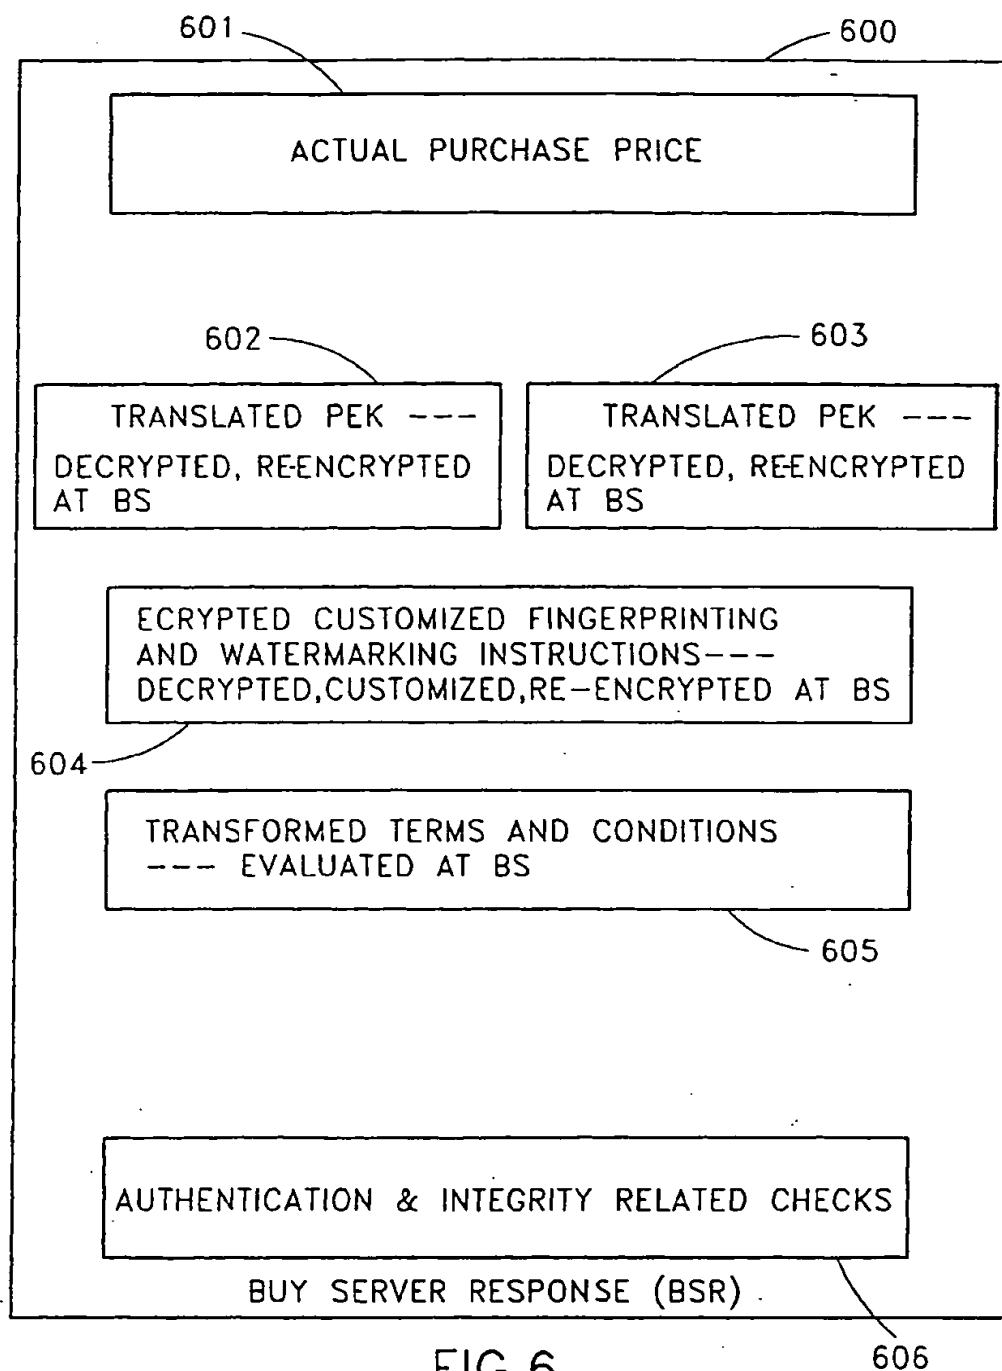 601
600
ACTUAL PURCHASE PRICE
602
603
TRANSLATED PEK ---
DECRYPTED, RE-ENCRYPTED
AT BS
TRANSLATED PEK ---
DECRYPTED, RE-ENCRYPTED
AT BS
ECRYPTED CUSTOMIZED FINGERPRINTING
AND WATERMARKING INSTRUCTIONS---
DECRYPTED,CUSTOMIZED,RE-ENCRYPTED AT BS
604
TRANSFORMED TERMS AND CONDITIONS
--- EVALUATED AT BS
605
AUTHENTICATION & INTEGRITY RELATED CHECKS
BUY SERVER RESPONSE (BSR)
606
FIG.6